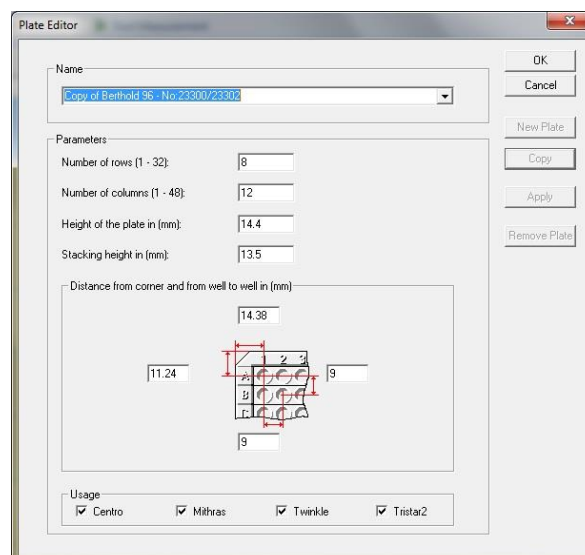 Plate Editor
Name
Copy of Berthold 96 - No:23300/23302
OK
Cancel
New Plate
Copy
Apply
Remove Plate
Parameters
Number of rows (1 - 32): 8
Number of columns (1 - 48): 12
Height of the plate in (mm): 14.4
Stacking height in (mm): 13.5
Distance from corner and from well to well in (mm)
14.38
11.24
1 2 3
A
B
C
9
9
Usage
Centro Mithras Twinkle Tristar2